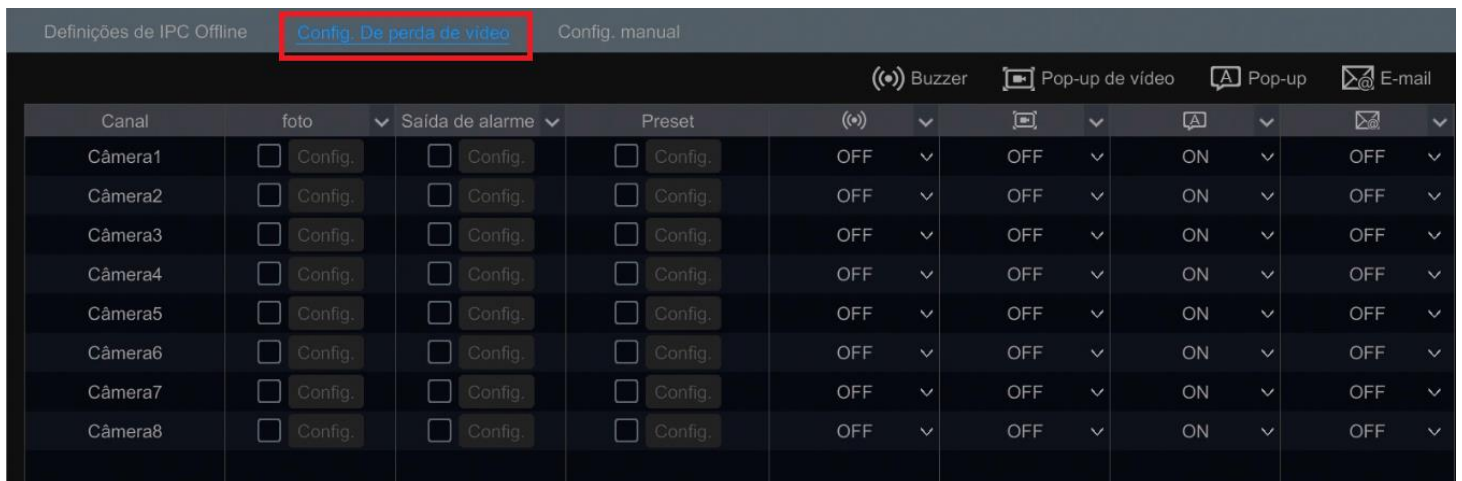 Definições de IPC Offline Config. De perda de vídeo Config. manual
Buzzer Pop-up de vídeo A Pop-up E-mail
Canal foto Saída de alarme Preset A
Câmera1 Config. Config. Config. OFF OFF ON OFF
Câmera2 Config. Config. Config. OFF OFF ON OFF
Câmera3 Config. Config. Config. OFF OFF ON OFF
Câmera4 Config. Config. Config. OFF OFF ON OFF
Câmera5 Config. Config. Config. OFF OFF ON OFF
Câmera6 Config. Config. Config. OFF OFF ON OFF
Câmera7 Config. Config. Config. OFF OFF ON OFF
Câmera8 Config. Config. Config. OFF OFF ON OFF